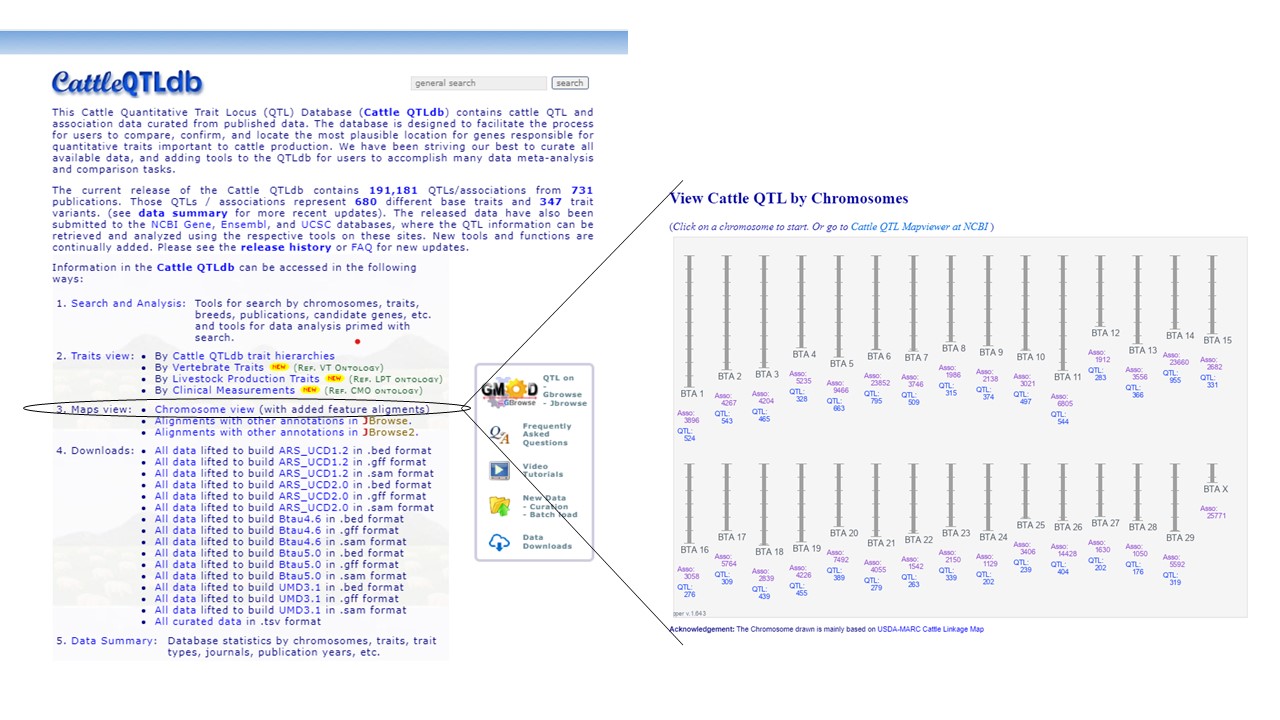 CattleQTLdb
general search
search
This Cattle Quantitative Trait Locus (QTL) Database (Cattle QTLdb) contains cattle QTL and
association data curated from published data. The database is designed to facilitate the process
for users to compare, confirm, and locate the most plausible location for genes responsible for
quantitative traits important to cattle production. We have been striving our best to curate all
available data, and adding tools to the QTLdb for users to accomplish many data meta-analysis
and comparison tasks.
The current release of the Cattle QTLdb contains 191,181 QTLs/associations from 731
publications. Those QTLs / associations represent 680 different base traits and 347 trait
variants. (see data summary for more recent updates). The released data have also been
submitted to the NCBI Gene, Ensembl, and UCSC databases, where the QTL information can be
retrieved and analyzed using the respective tools on these sites. New tools and functions are
continually added. Please see the release history or FAQ for new updates.
Information in the Cattle QTLdb can be accessed in the following
ways:
1. Search and Analysis: Tools for search by chromosomes, traits,
breeds, publications, candidate genes, etc.
and tools for data analysis primed with
search.
2. Traits view: • By Cattle QTLdb trait hierarchies
• By Vertebrate Traits NEW (Ref. VT Ontology)
• By Livestock Production Traits NEW (Ref. LPT ontology)
• By Clinical Measurements NEW (Ref. CMO ontology)
3. Maps view: • Chromosome view (with added feature aligments)
• Alignments with other annotations in JBrowse.
• Alignments with other annotations in JBrowse2.
4. Downloads: • All data lifted to build ARS_UCD1.2 in .bed format
• All data lifted to build ARS_UCD1.2 in .gff format
• All data lifted to build ARS_UCD1.2 in .sam format
• All data lifted to build ARS_UCD2.0 in .bed format
• All data lifted to build ARS_UCD2.0 in .gff format
• All data lifted to build ARS_UCD2.0 in .sam format
• All data lifted to build Btau4.6 in .bed format
• All data lifted to build Btau4.6 in .gff format
• All data lifted to build Btau4.6 in .sam format
• All data lifted to build Btau5.0 in .bed format
• All data lifted to build Btau5.0 in .gff format
• All data lifted to build Btau5.0 in .sam format
• All data lifted to build UMD3.1 in .bed format
• All data lifted to build UMD3.1 in .gff format
• All data lifted to build UMD3.1 in .sam format
• All curated data in .tsv format
5. Data Summary: Database statistics by chromosomes, traits, trait
types, journals, publication years, etc.
GMOD
GBrowse
QTL on
- Gbrowse
- Jbrowse
Q/A
Frequently
Asked
Questions
Video
Tutorials
New Data
- Curation
- Batch load
Data
Downloads
View Cattle QTL by Chromosomes
(Click on a chromosome to start. Or go to Cattle QTL Mapviewer at NCBI )
BTA 1
Asso:
3896
QTL:
524
BTA 2
Asso:
4267
QTL:
543
BTA 3
Asso:
4204
QTL:
465
BTA 4
Asso:
5235
QTL:
328
BTA 5
Asso:
9466
QTL:
663
BTA 6
Asso:
23852
QTL:
795
BTA 7
Asso:
3746
QTL:
509
BTA 8
Asso:
1986
QTL:
315
BTA 9
Asso:
2138
QTL:
374
BTA 10
Asso:
3021
QTL:
497
BTA 11
Asso:
6805
QTL:
544
BTA 12
Asso:
1912
QTL:
283
BTA 13
Asso:
3556
QTL:
366
BTA 14
Asso:
23660
QTL:
955
BTA 15
Asso:
2682
QTL:
331
BTA 16
Asso:
3058
QTL:
276
BTA 17
Asso:
5764
QTL:
309
BTA 18
Asso:
2839
QTL:
439
BTA 19
Asso:
4226
QTL:
455
BTA 20
Asso:
7492
QTL:
389
BTA 21
Asso:
4055
QTL:
279
BTA 22
Asso:
1542
QTL:
263
BTA 23
Asso:
2150
QTL:
339
BTA 24
Asso:
1129
QTL:
202
BTA 25
Asso:
3406
QTL:
239
BTA 26
Asso:
14428
QTL:
404
BTA 27
Asso:
1630
QTL:
202
BTA 28
Asso:
1050
QTL:
176
BTA 29
Asso:
5592
QTL:
319
BTA X
Asso:
25771
v.1.643
Acknowledgement: The Chromosome drawn is mainly based on USDA-MARC Cattle Linkage Map